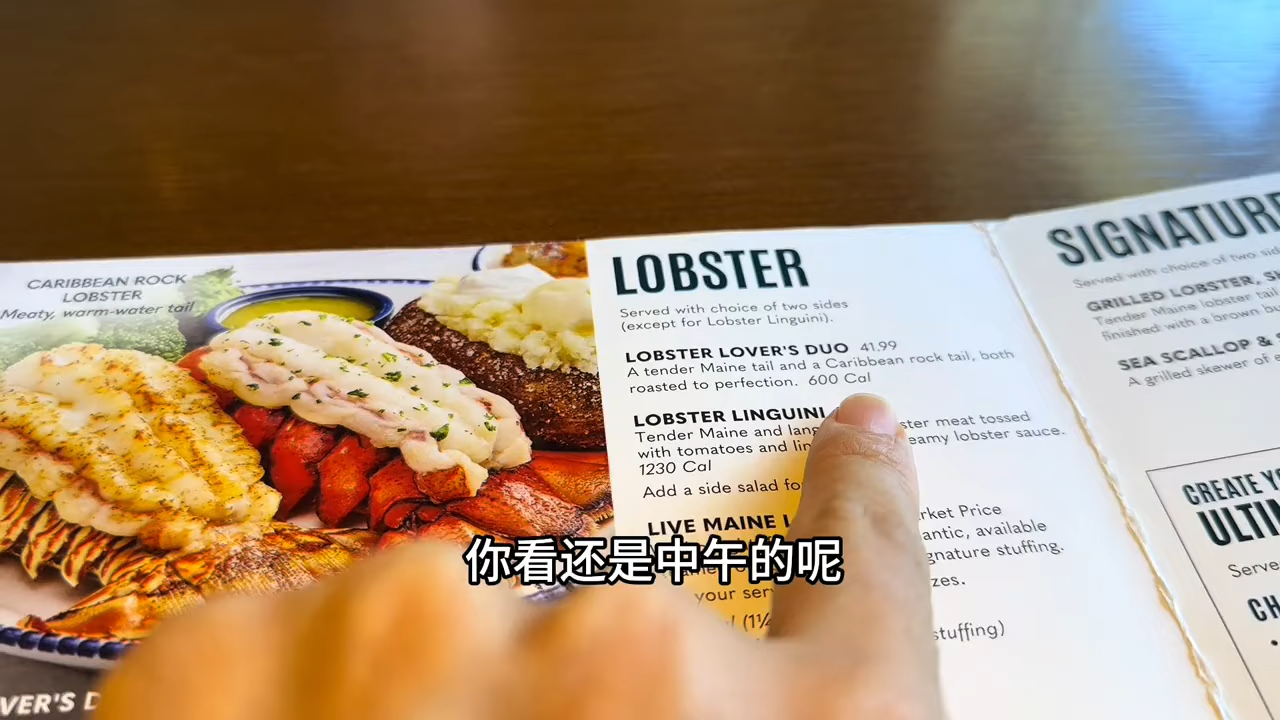 CARIBBEAN ROCK
LOBSTER
Meaty, warm-water tail
VER'S
LOBSTER
Served with choice of two sides
(except for Lobster Linguini).
LOBSTER LOVER'S DUO 41.99
A tender Maine tail and a Caribbean rock tail, both
roasted to perfection. 600 Cal
LOBSTER LINGUINI
Tender Maine and lang ster meat tossed
with tomatoes and lin eamy lobster sauce.
1230 Cal
Add a side salad fo
LIVE MAINE L rket Price
antic, available
gnature stuffing.
zes.
your ser
(1¼
stuffing)
SIGNATURE
Served with choice of two sid
GRILLED LOBSTER, S
Tender Maine lobster tail
finished with a brown bu
SEA SCALLOP &
A grilled skewer of
CREATE YO
ULTI
Serve
CH
你看还是中午的呢